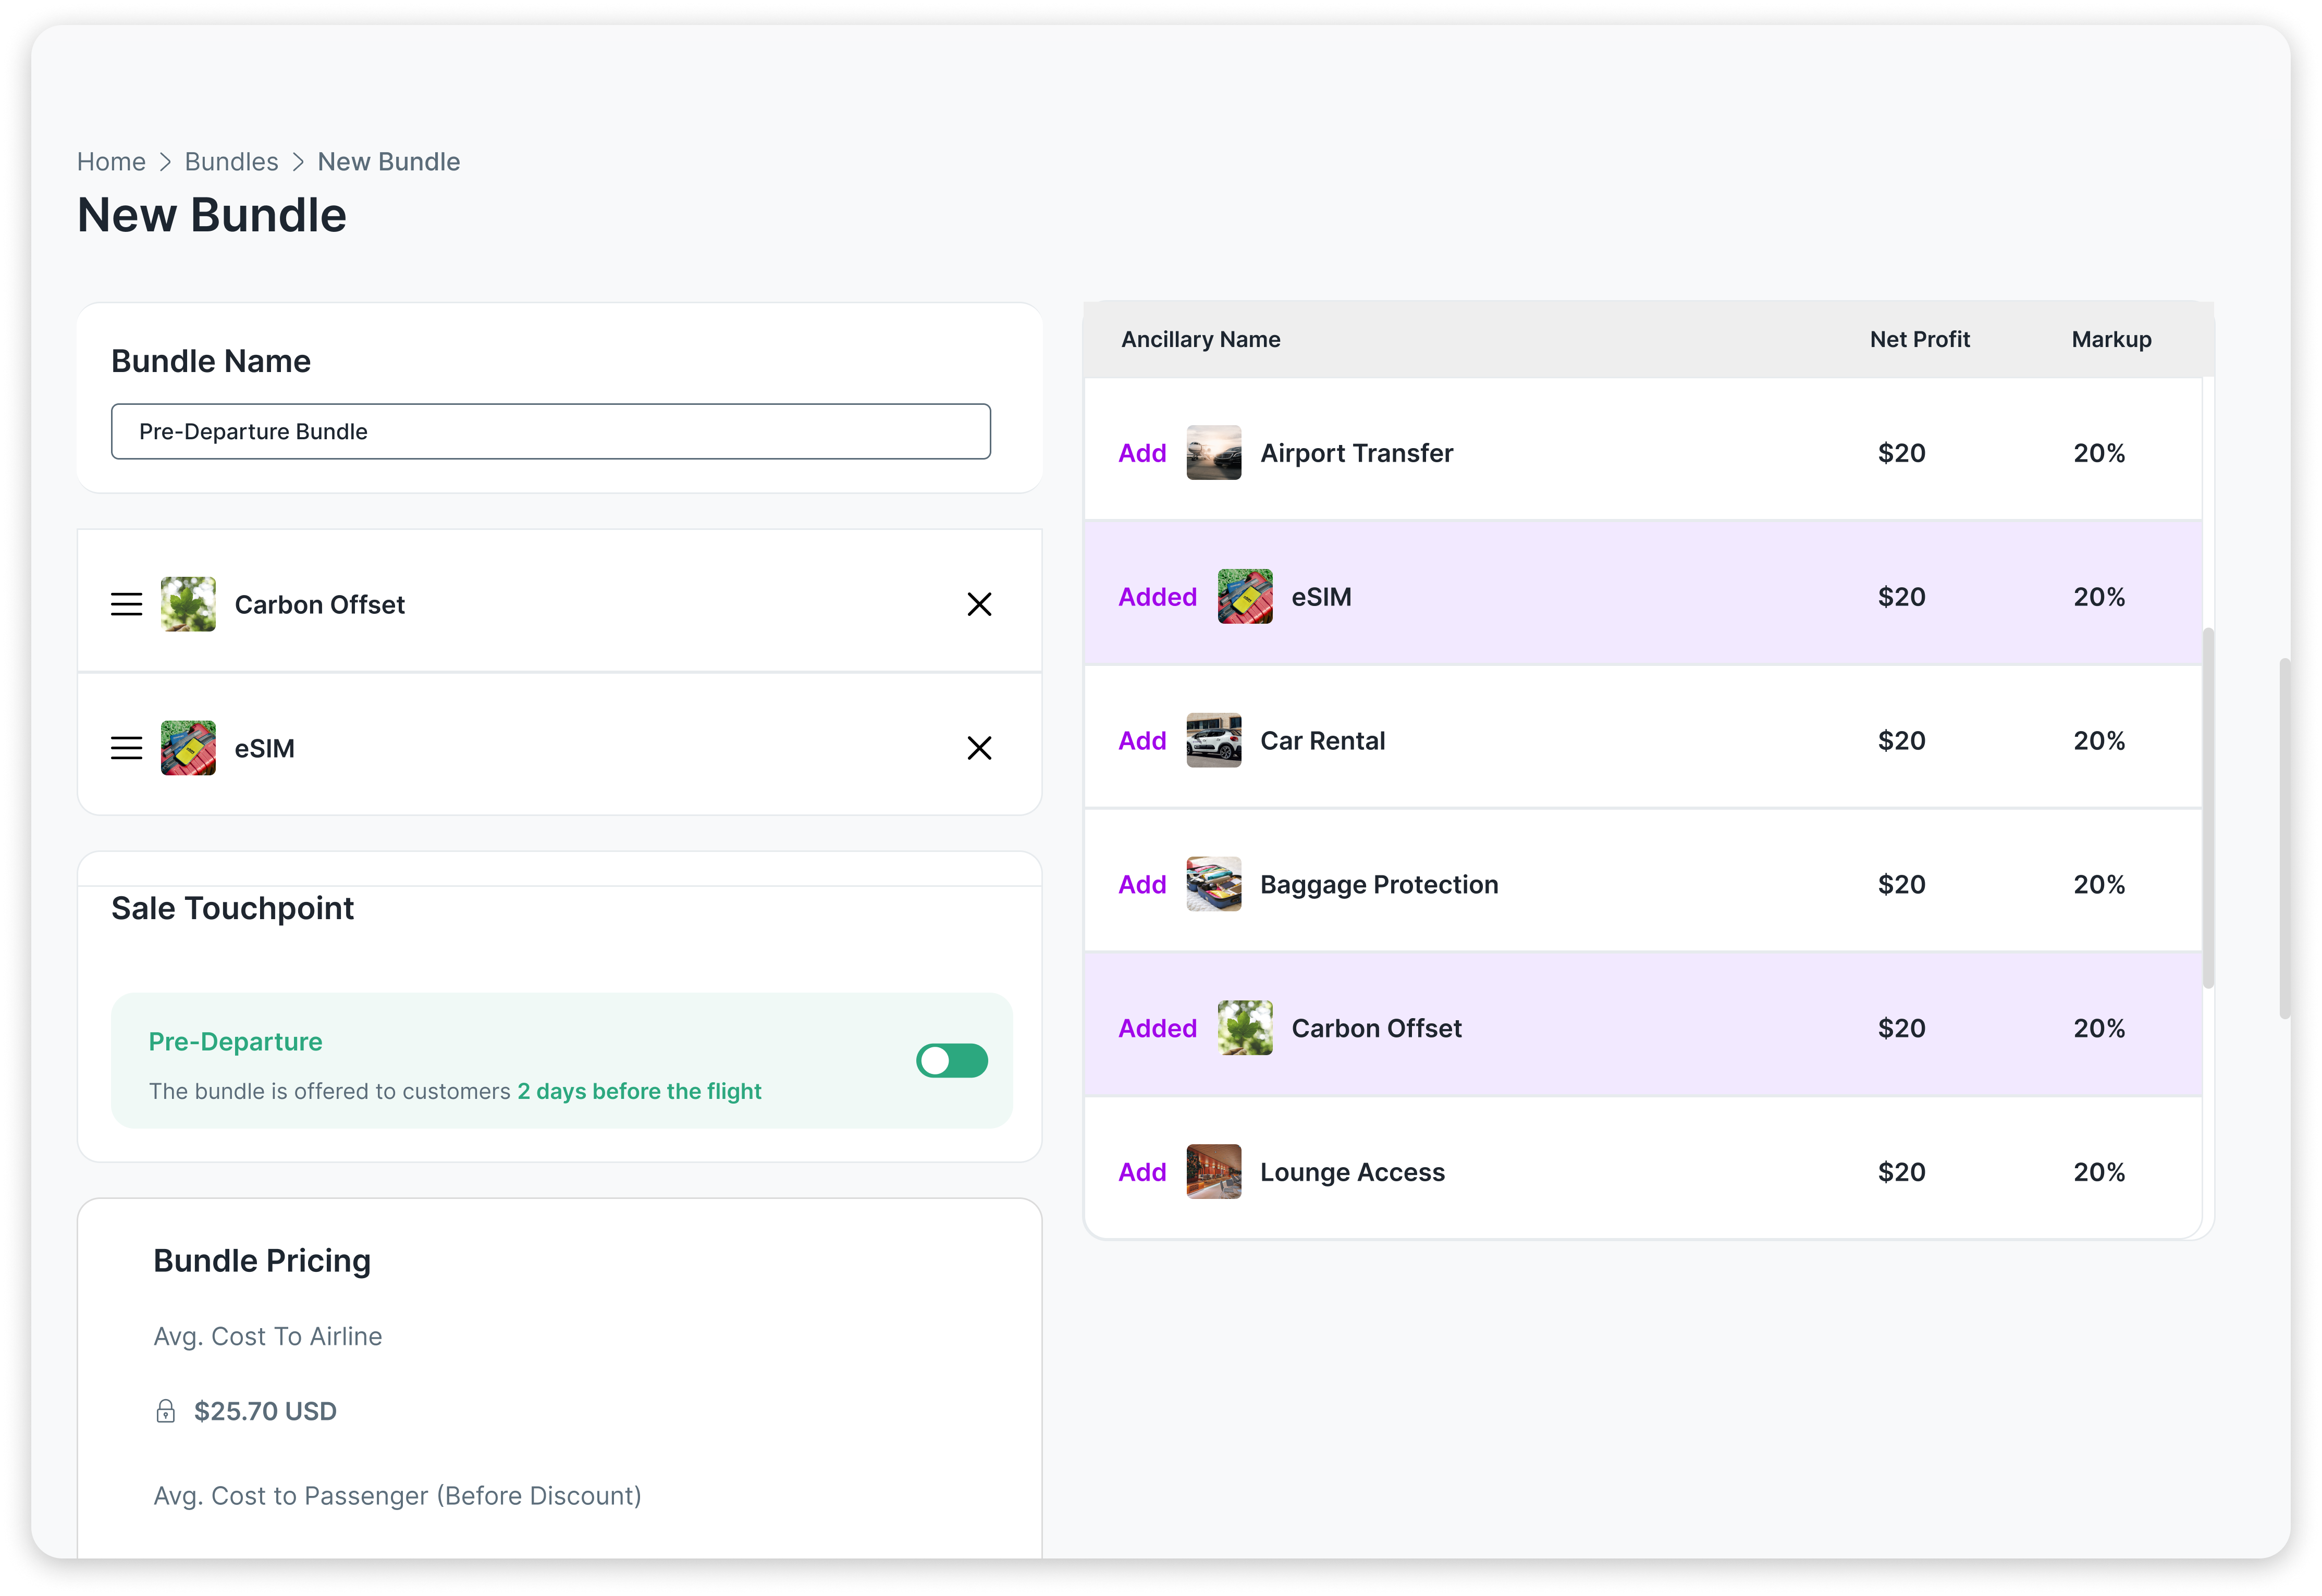 Home > Bundles > New Bundle
New Bundle
Bundle Name
Pre-Departure Bundle
Carbon Offset
eSIM
Sale Touchpoint
Pre-Departure
The bundle is offered to customers 2 days before the flight
Bundle Pricing
Avg. Cost To Airline
$25.70 USD
Avg. Cost to Passenger (Before Discount)
Ancillary Name Net Profit Markup
Add Airport Transfer $20 20%
Added eSIM $20 20%
Add Car Rental $20 20%
Add Baggage Protection $20 20%
Added Carbon Offset $20 20%
Add Lounge Access $20 20%